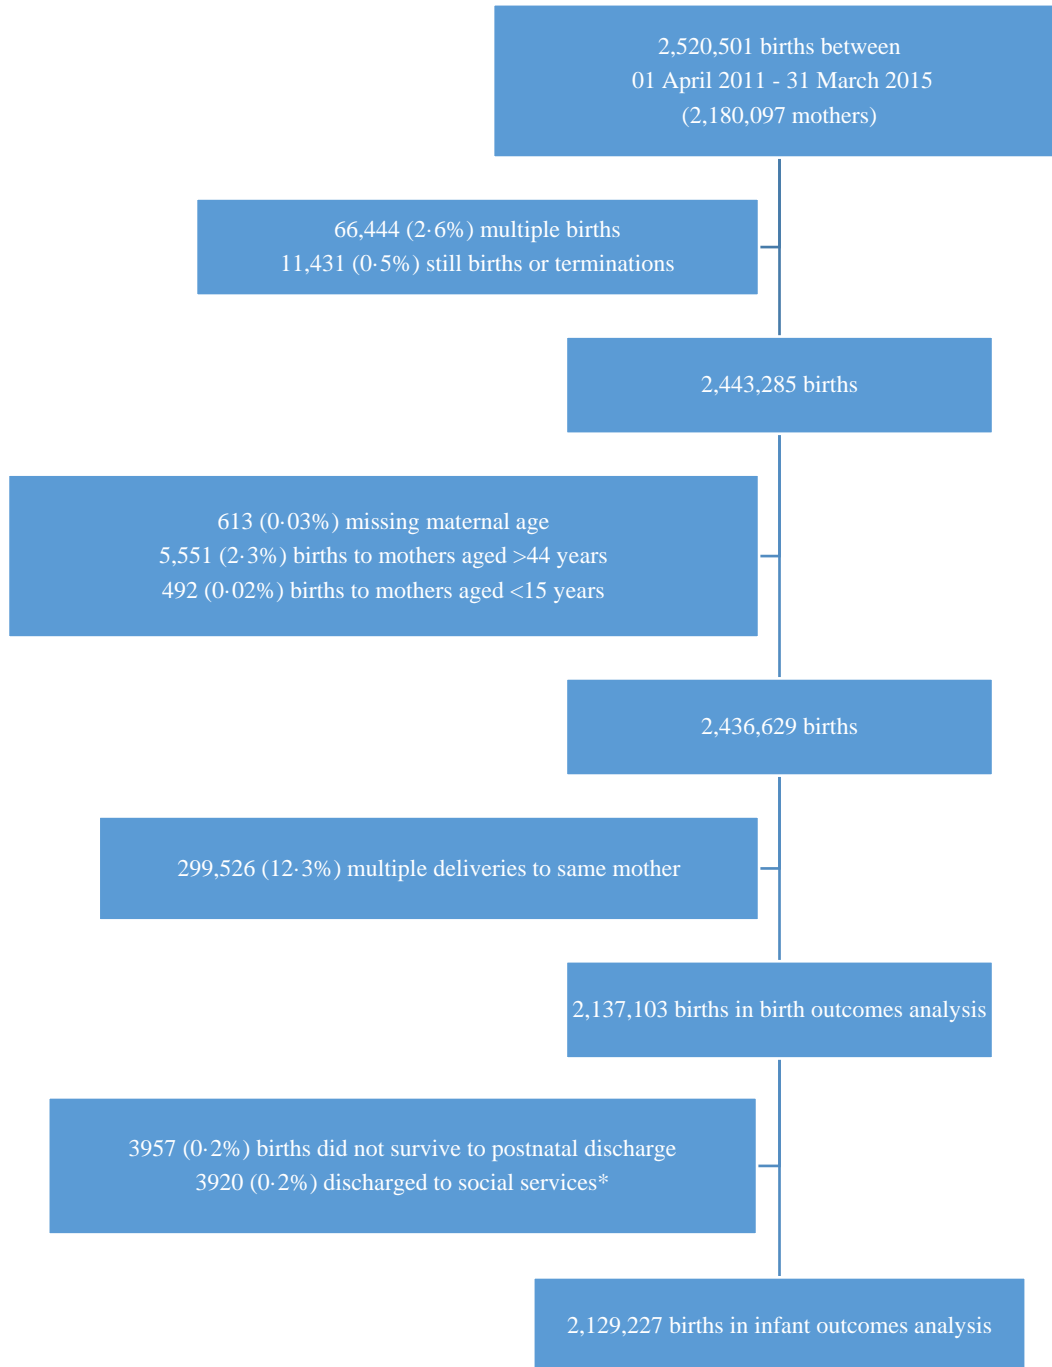 2,520,501 births between
01 April 2011 - 31 March 2015
(2,180,097 mothers)
66,444 (2·6%) multiple births
11,431 (0·5%) still births or terminations
2,443,285 births
613 (0·03%) missing maternal age
5,551 (2·3%) births to mothers aged >44 years
492 (0·02%) births to mothers aged <15 years
2,436,629 births
299,526 (12·3%) multiple deliveries to same mother
2,137,103 births in birth outcomes analysis
3957 (0·2%) births did not survive to postnatal discharge
3920 (0·2%) discharged to social services*
2,129,227 births in infant outcomes analysis